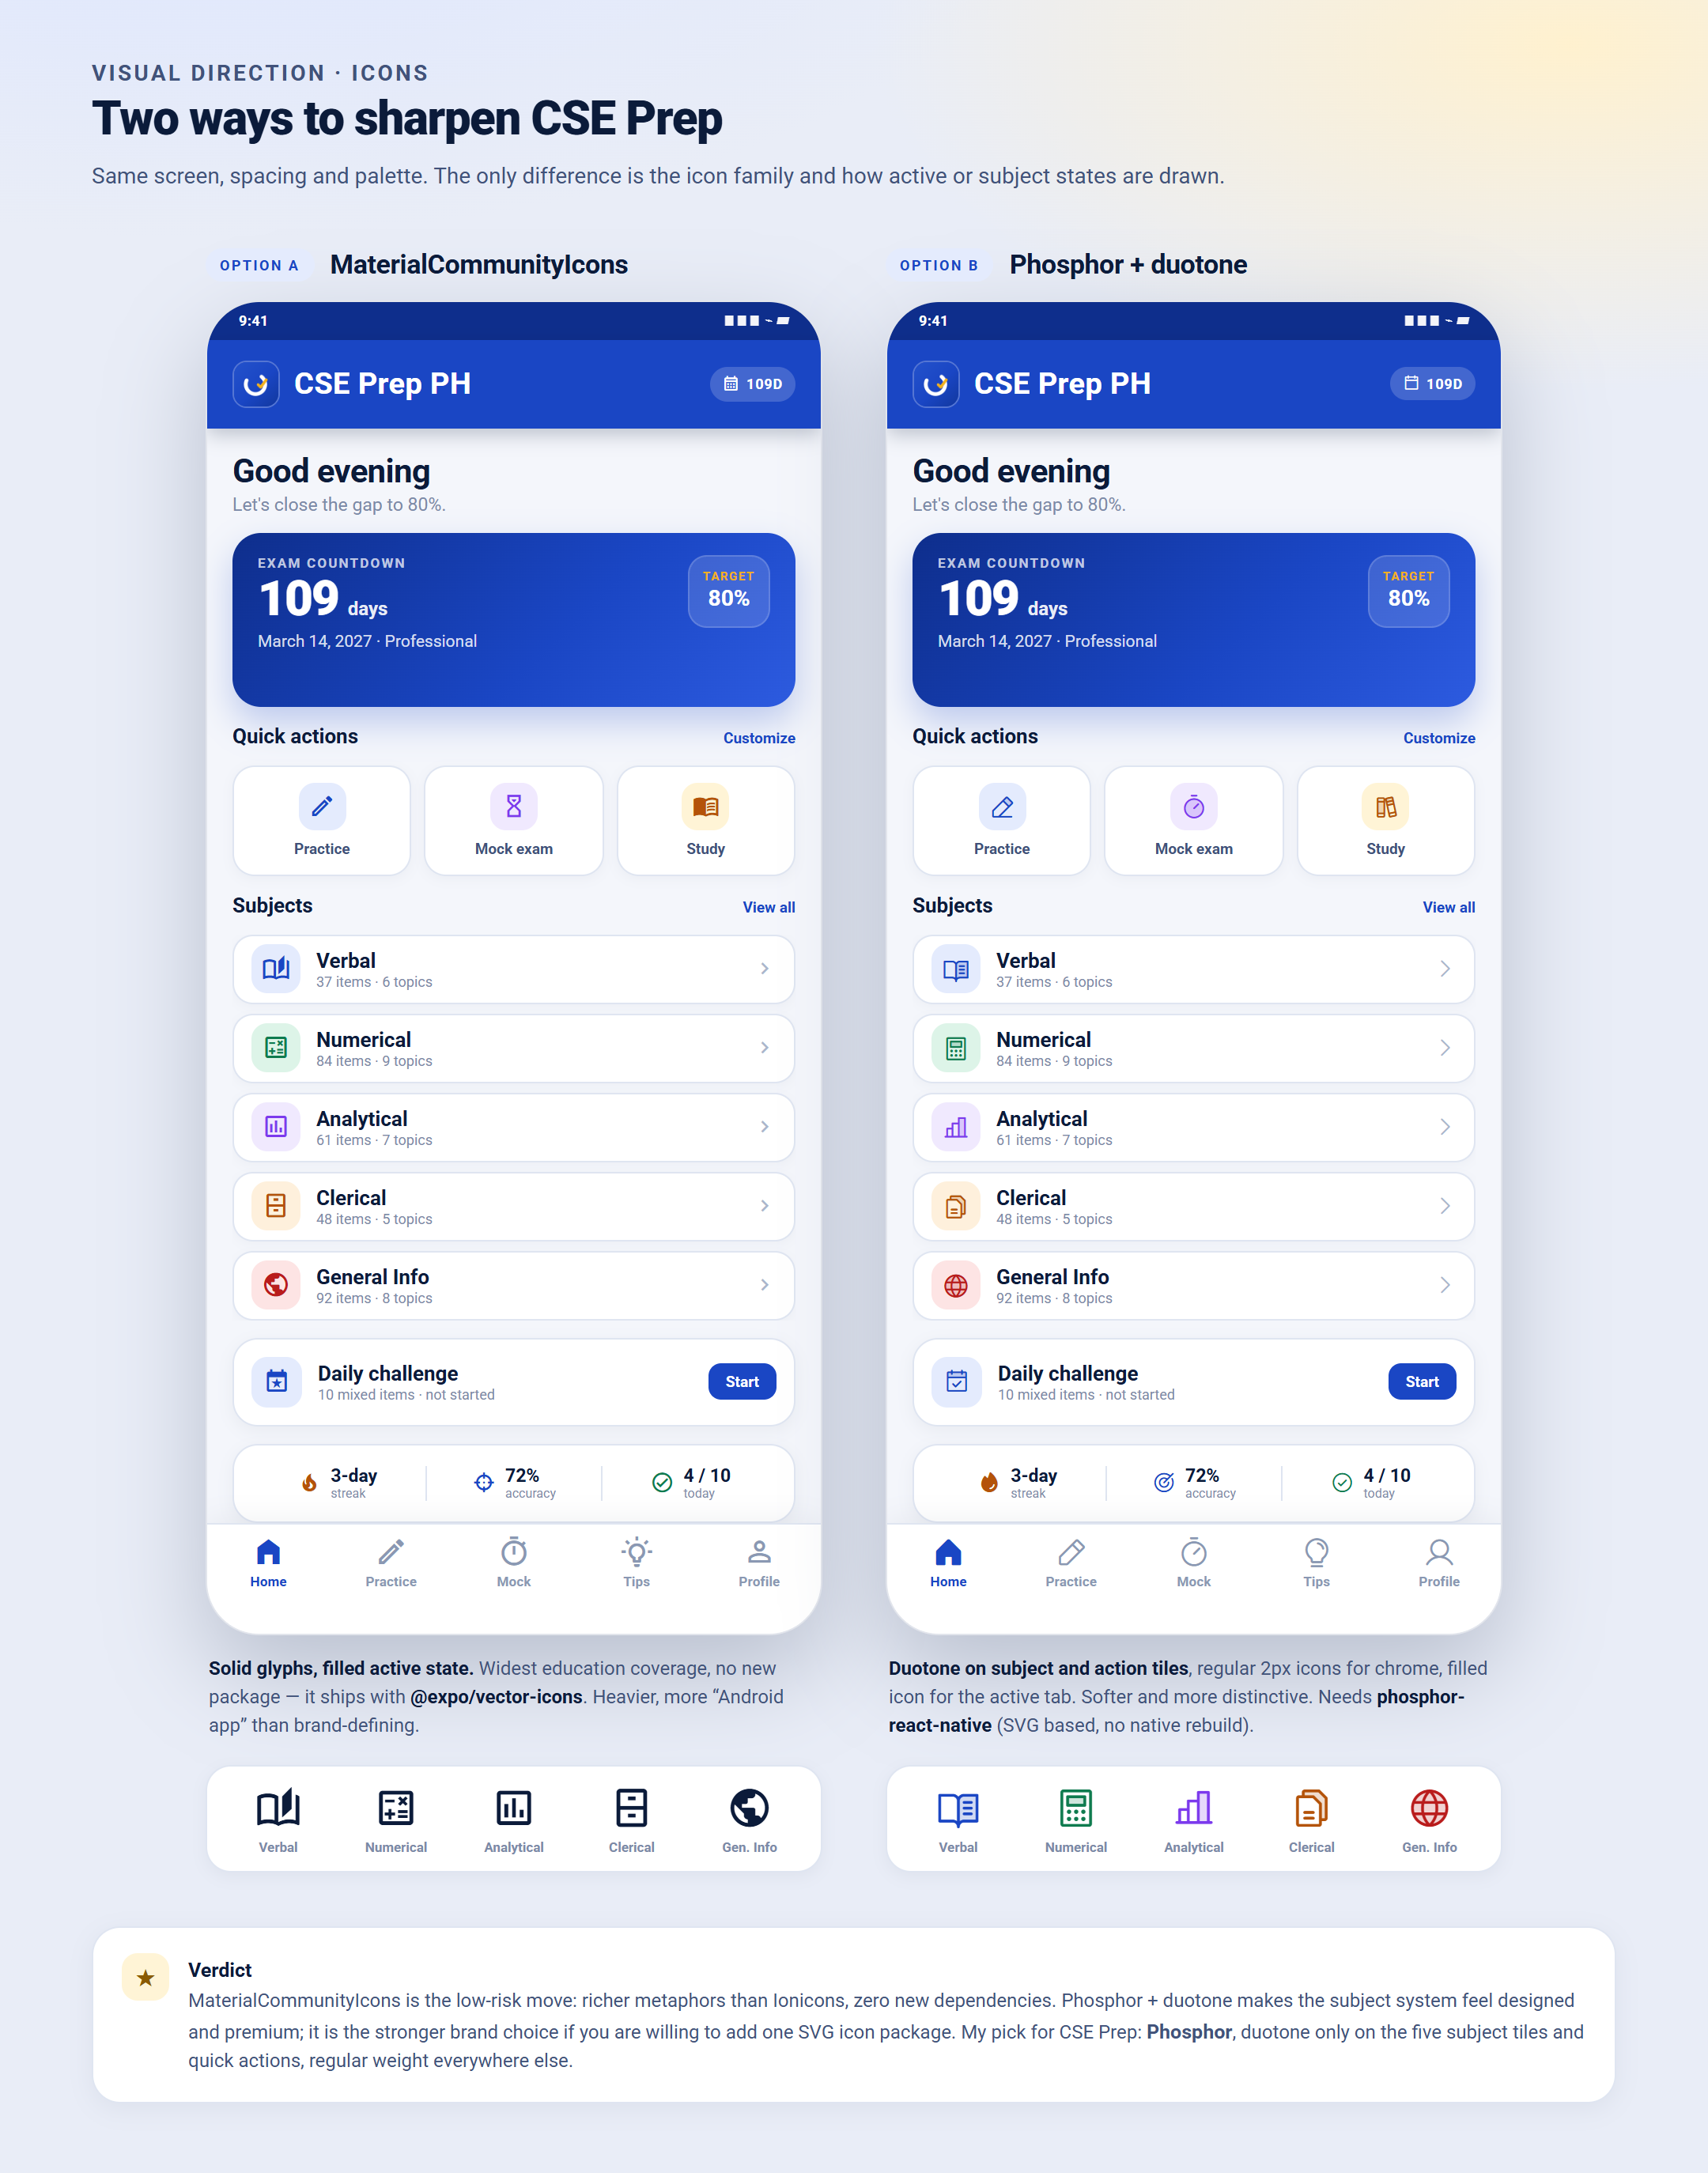 VISUAL DIRECTION · ICONS
Two ways to sharpen CSE Prep
Same screen, spacing and palette. The only difference is the icon family and how active or subject states are drawn.
OPTION A MaterialCommunityIcons
9:41
CSE Prep PH 109D
Good evening
Let's close the gap to 80%.
EXAM COUNTDOWN
TARGET
109 days
80%
March 14, 2027 · Professional
Quick actions Customize
Practice Mock exam Study
Subjects View all
Verbal
37 items · 6 topics
Numerical
84 items · 9 topics
Analytical
61 items · 7 topics
Clerical
48 items · 5 topics
General Info
92 items · 8 topics
Daily challenge
10 mixed items · not started
Start
3-day 72% 4 / 10
streak accuracy today
Home Practice Mock Tips Profile
Solid glyphs, filled active state. Widest education coverage, no new
package — it ships with @expo/vector-icons. Heavier, more “Android
app” than brand-defining.
Verbal Numerical Analytical Clerical Gen. Info
OPTION B Phosphor + duotone
9:41
CSE Prep PH 109D
Good evening
Let's close the gap to 80%.
EXAM COUNTDOWN
TARGET
109 days
80%
March 14, 2027 · Professional
Quick actions Customize
Practice Mock exam Study
Subjects View all
Verbal
37 items · 6 topics
Numerical
84 items · 9 topics
Analytical
61 items · 7 topics
Clerical
48 items · 5 topics
General Info
92 items · 8 topics
Daily challenge
10 mixed items · not started
Start
3-day 72% 4 / 10
streak accuracy today
Home Practice Mock Tips Profile
Duotone on subject and action tiles, regular 2px icons for chrome, filled
icon for the active tab. Softer and more distinctive. Needs phosphor-
react-native (SVG based, no native rebuild).
Verbal Numerical Analytical Clerical Gen. Info
Verdict
MaterialCommunityIcons is the low-risk move: richer metaphors than Ionicons, zero new dependencies. Phosphor + duotone makes the subject system feel designed
and premium; it is the stronger brand choice if you are willing to add one SVG icon package. My pick for CSE Prep: Phosphor, duotone only on the five subject tiles and
quick actions, regular weight everywhere else.